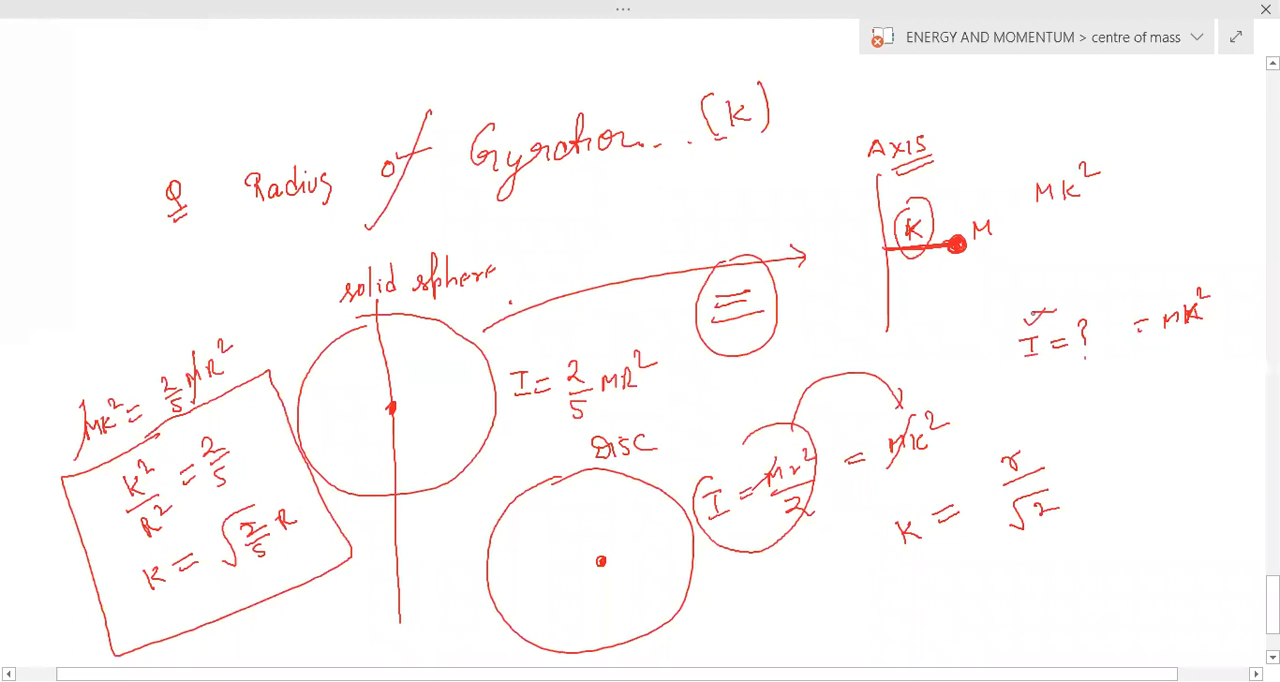 ...
ENERGY AND MOMENTUM > centre of mass
Q Radius of Gyration... (K)
AXIS
K M
MK²
solid sphere
I = ? = MK²
I = 2/5 MR²
MK² = 2/5 MR²
K²/R² = 2/5
K = √2/5 R
DISC
I = Mr²/2 = MK²
K = r/√2